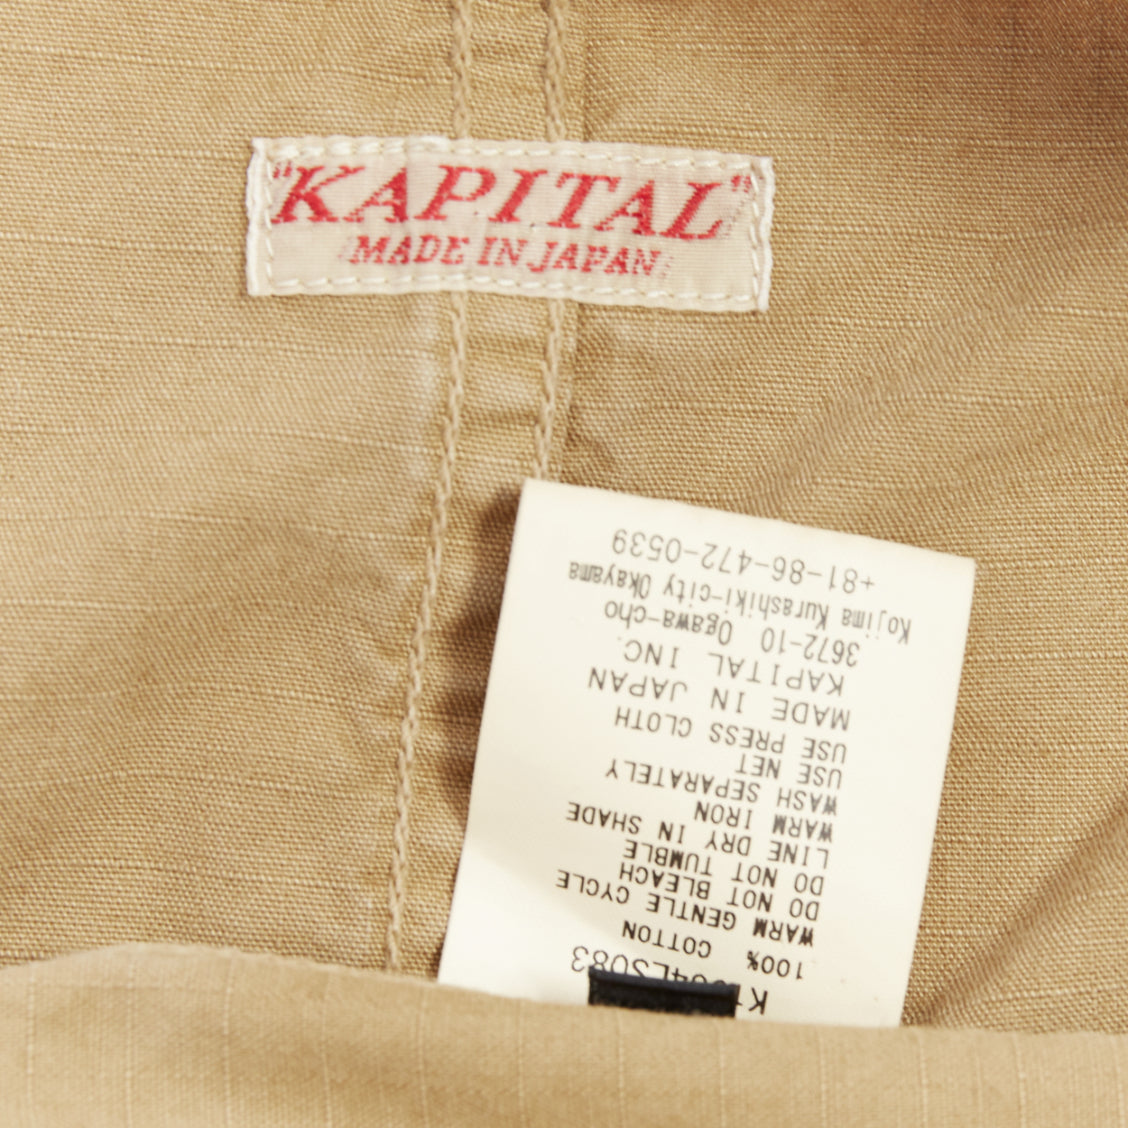 "KAPITAL"
MADE IN JAPAN
100% COTTON
WARM GENTLE CYCLE
DO NOT BLEACH
DO NOT TUMBLE
LINE DRY IN SHADE
WARM IRON
WASH SEPARATELY
USE NET
USE PRESS CLOTH
MADE IN JAPAN
KAPITAL INC.
3672-10 Ogawa-cho
Kojima Kurashiki-city Okayama
+81-86-472-0539